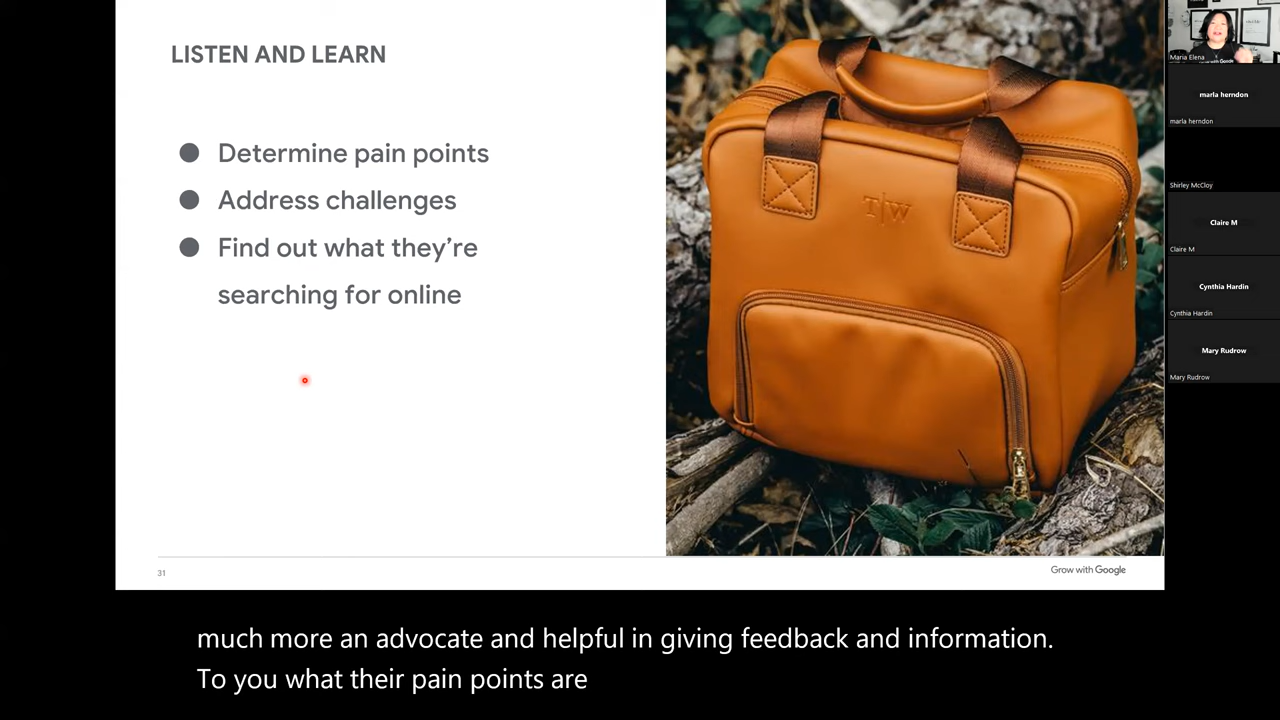 LISTEN AND LEARN
● Determine pain points
● Address challenges
● Find out what they're
searching for online
T|W
31
Grow with Google
much more an advocate and helpful in giving feedback and information.
To you what their pain points are
Maria Elena
marla herndon
marla herndon
Shirley McCloy
Claire M
Claire M
Cynthia Hardin
Cynthia Hardin
Mary Rudrow
Mary Rudrow